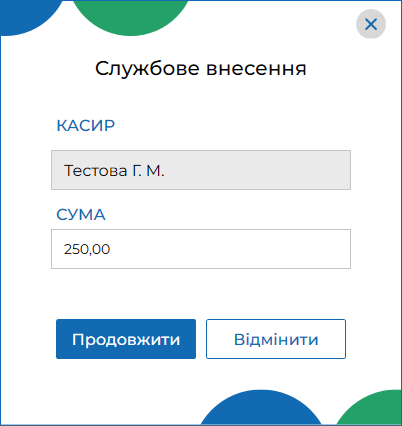 Службове внесення
КАСИР
Тестова Г. М.
СУМА
250,00
Продовжити
Відмінити